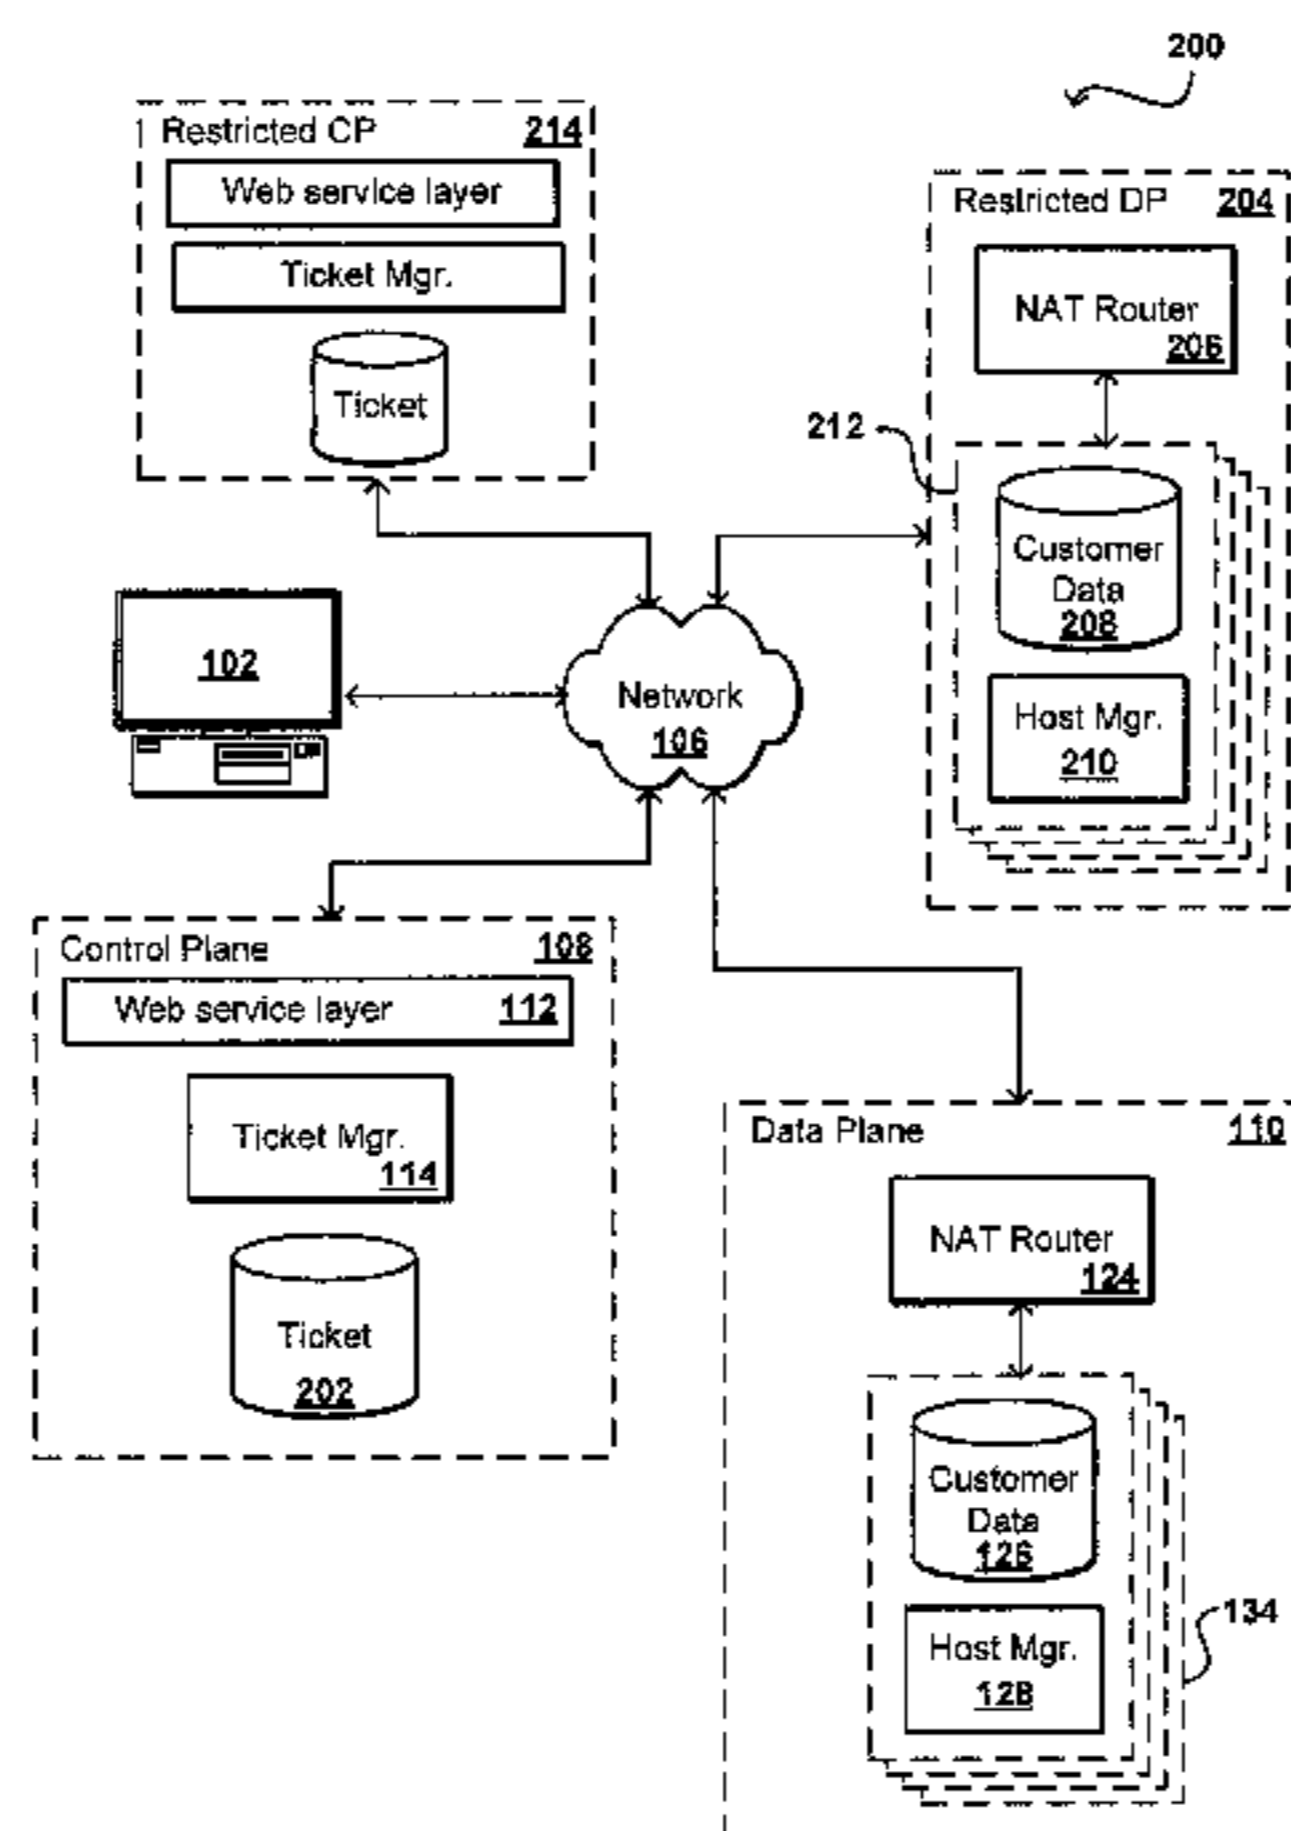 200
Restricted CP 214
Web service layer
Ticket Mgr.
Ticket
Restricted DP 204
NAT Router
206
212
Customer
Data
208
Host Mgr.
210
102
Network
106
Control Plane 108
Web service layer 112
Ticket Mgr.
114
Ticket
202
Data Plane 110
NAT Router
124
Customer
Data
126
Host Mgr.
128
134